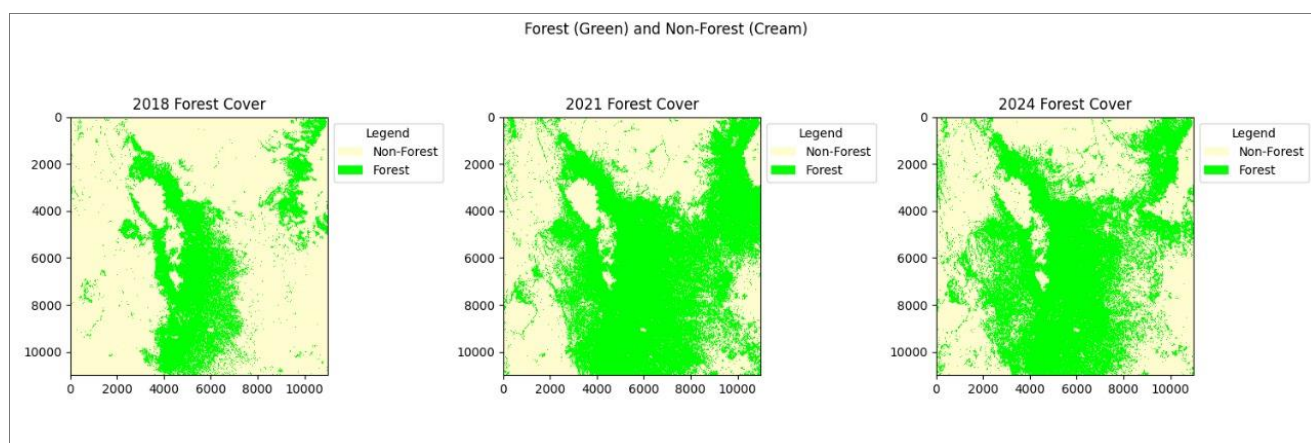 Forest (Green) and Non-Forest (Cream)
2018 Forest Cover
0
2000
4000
6000
8000
10000
0 2000 4000 6000 8000 10000
Legend
Non-Forest
Forest
2021 Forest Cover
0
2000
4000
6000
8000
10000
0 2000 4000 6000 8000 10000
Legend
Non-Forest
Forest
2024 Forest Cover
0
2000
4000
6000
8000
10000
0 2000 4000 6000 8000 10000
Legend
Non-Forest
Forest